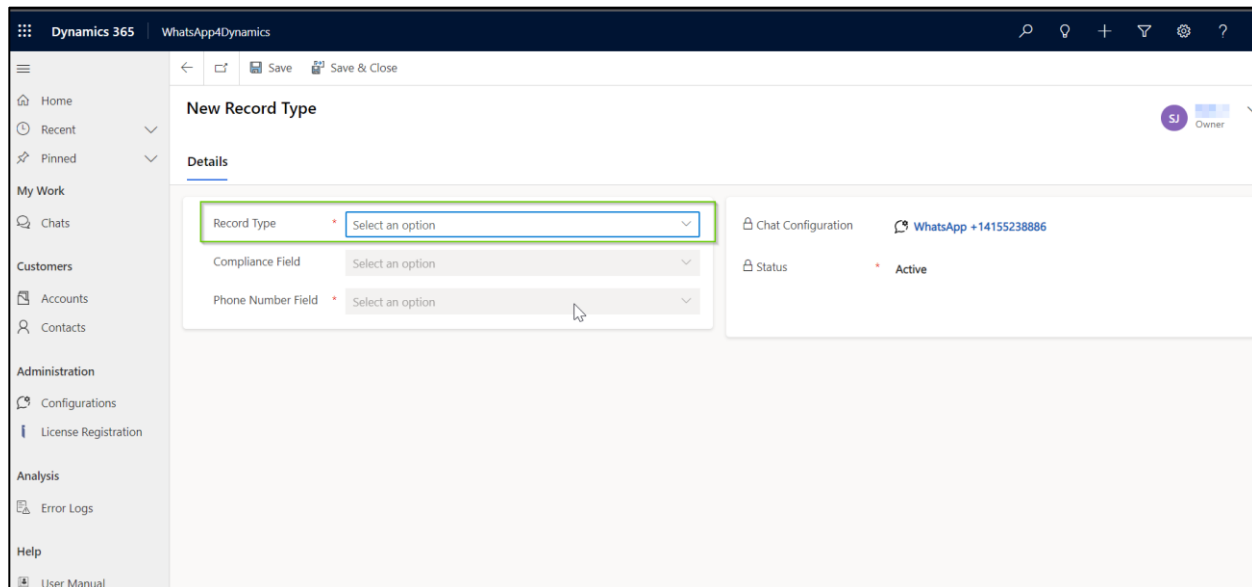 Dynamics 365 WhatsApp4Dynamics ?
Save Save & Close
Home
Recent
Pinned
My Work
Chats
Customers
Accounts
Contacts
Administration
Configurations
License Registration
Analysis
Error Logs
Help
User Manual
New Record Type
SJ
Owner
Details
Record Type * Select an option
Compliance Field Select an option
Phone Number Field * Select an option
Chat Configuration WhatsApp +14155238886
Status * Active